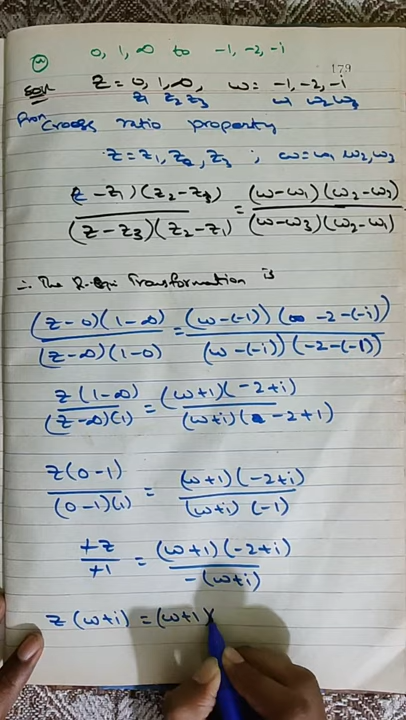 0, 1, ∞ to -1, -2, -i
179
Soln Z = 0, 1, ∞, ω = -1, -2, -i
z1 z2 z3 ω1 ω2 ω3
From Cross ratio property
z = z1, z2, z3 ; ω = ω1 ω2, ω3
(z - z1)(z2 - z3) / (z - z3)(z2 - z1) = (ω - ω1)(ω2 - ω3) / (ω - ω3)(ω2 - ω1)
∴ The Transformation is
(z - 0)(1 - ∞) / (z - ∞)(1 - 0) = (ω - (-1))(-2 - (-i)) / (ω - (-i))(-2 - (-1))
z(1 - ∞) / (z - ∞)(1) = (ω + 1)(-2 + i) / (ω + i)(-2 + 1)
z(0 - 1) / (0 - 1)(1) = (ω + 1)(-2 + i) / (ω + i)(-1)
+z / +1 = (ω + 1)(-2 + i) / -(ω + i)
z(ω + i) = (ω + 1)